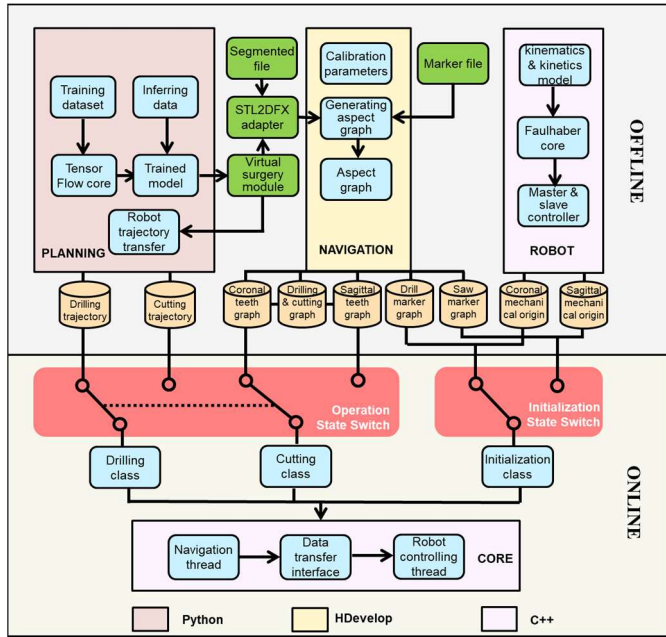 Training
dataset
Inferring
data
Tensor
Flow core
Trained
model
Robot
trajectory
transfer
PLANNING
Segmented
file
STL2DFX
adapter
Virtual
surgery
module
Calibration
parameters
Generating
aspect
graph
Aspect
graph
NAVIGATION
Marker file
kinematics
& kinetics
model
Faulhaber
core
Master &
slave
controller
ROBOT
OFFLINE
Drilling
trajectory
Cutting
trajectory
Coronal
teeth
graph
Drilling
& cutting
graph
Sagittal
teeth
graph
Drill
marker
graph
Saw
marker
graph
Coronal
mechani
cal origin
Sagittal
mechani
cal origin
Operation
State Switch
Initialization
State Switch
Drilling
class
Cutting
class
Initialization
class
ONLINE
Navigation
thread
Data
transfer
interface
Robot
controlling
thread
CORE
Python
HDevelop
C++